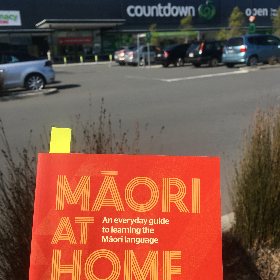 countdown
open
MĀORI
AT
An everyday guide
to learning the
Māori language
HOME